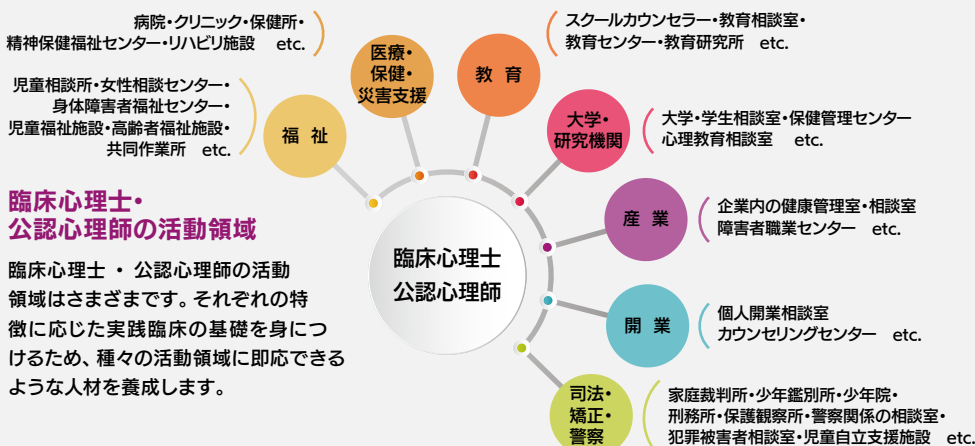 病院・クリニック・保健所・
精神保健福祉センター・リハビリ施設　etc.
医療・
保健・
災害支援
教 育
スクールカウンセラー・教育相談室・
教育センター・教育研究所　etc.
児童相談所・女性相談センター・
身体障害者福祉センター・
児童福祉施設・高齢者福祉施設・
共同作業所　etc.
福 祉
大学・
研究機関
大学・学生相談室・保健管理センター
心理教育相談室　etc.
臨床心理士・
公認心理師の活動領域
臨床心理士 ・ 公認心理師の活動
領域はさまざまです。それぞれの特
徴に応じた実践臨床の基礎を身につ
けるため、種々の活動領域に即応できる
ような人材を養成します。
臨床心理士
公認心理師
産 業
企業内の健康管理室・相談室
障害者職業センター　etc.
開 業
個人開業相談室
カウンセリングセンター　etc.
司法・
矯正・
警察
家庭裁判所・少年鑑別所・少年院・
刑務所・保護観察所・警察関係の相談室・
犯罪被害者相談室・児童自立支援施設　etc.